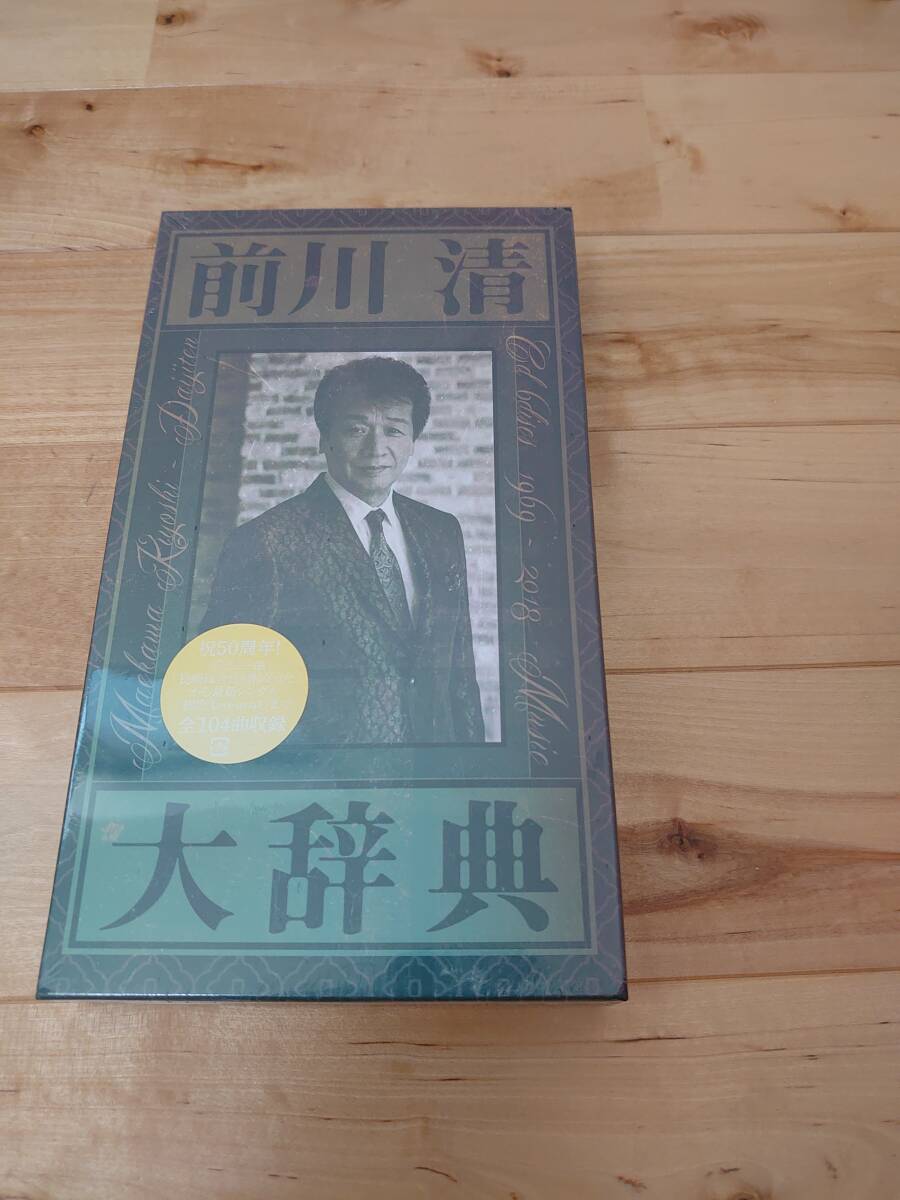 前川 清
Maekawa Kiyoshi - Daijiten
Cd 6discs 1969 - 2018 Music
祝50周年!
全104曲収録
大辞典